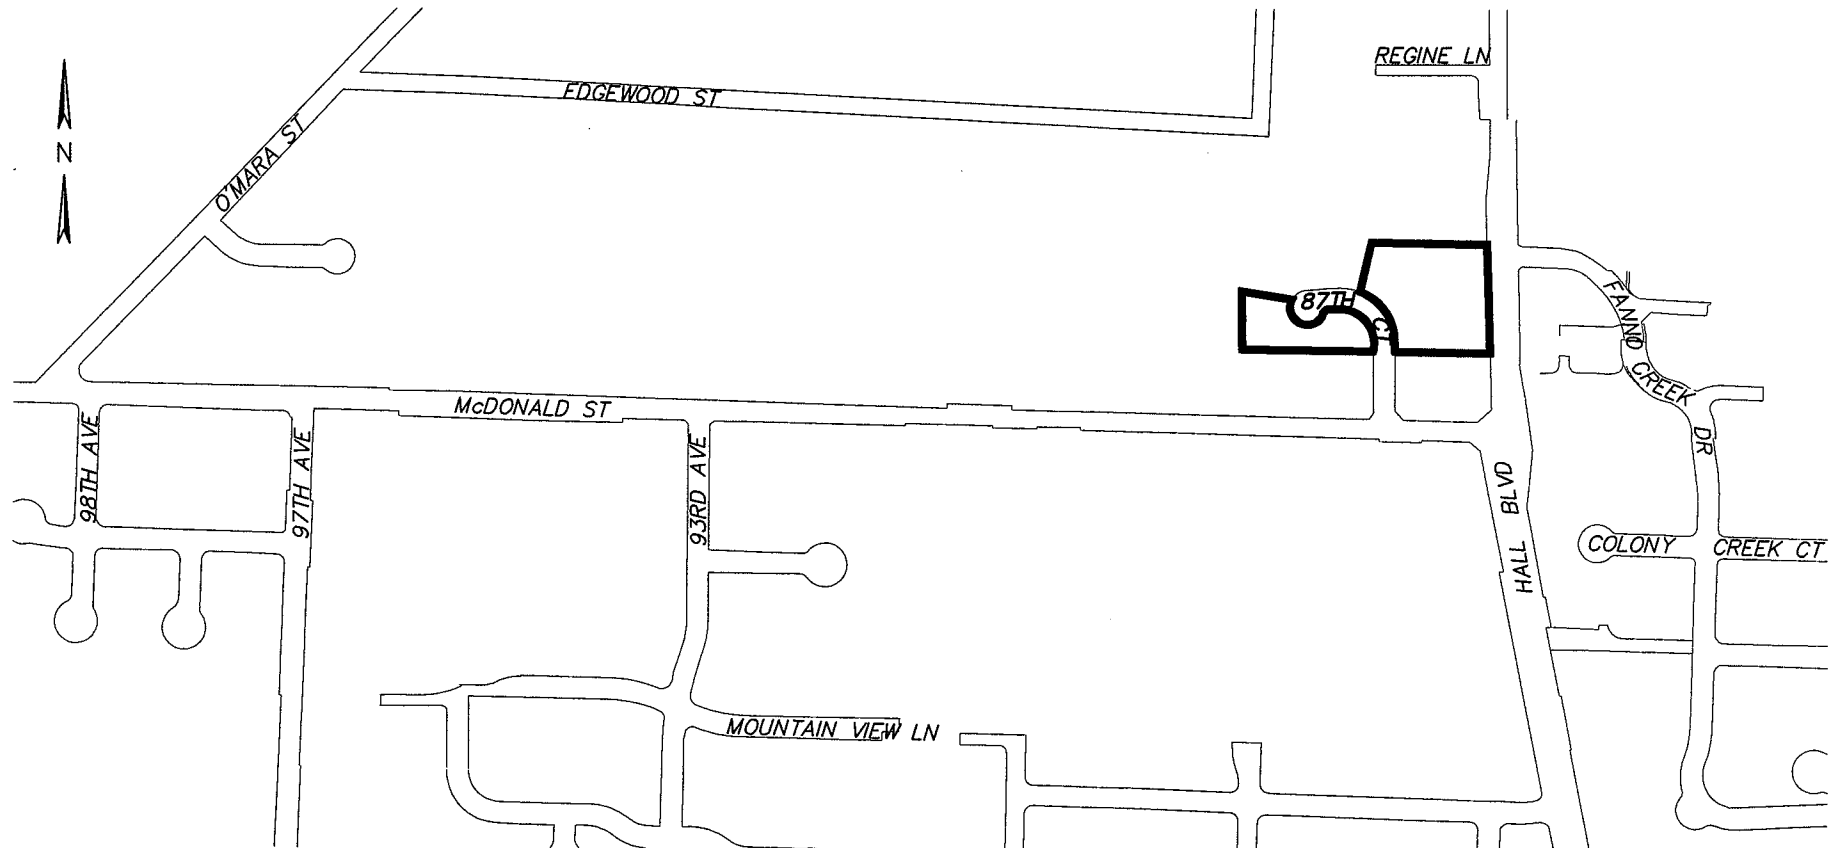 REGINE LN
EDGEWOOD ST
O'MARA ST
N
87TH CT
FANNO CREEK DR
McDONALD ST
98TH AVE
97TH AVE
93RD AVE
HALL BLVD
COLONY CREEK CT
MOUNTAIN VIEW LN